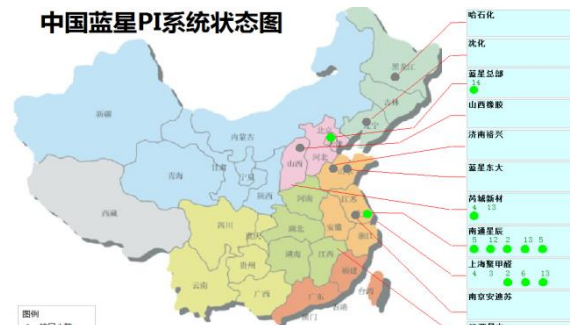 中国蓝星PI系统状态图
哈石化
沈化
蓝星总部
14
山西橡胶
济南裕兴
蓝星东大
芮城新材
4 13
南通星辰
5 12 2 13 5
上海聚甲醛
4 3 2 6 13
南京安迪苏
黑龙江
吉林
辽宁
新疆
内蒙古
北京
河北
山西
甘肃
宁夏
青海
陕西
河南
江苏
安徽
西藏
四川
重庆
湖北
浙江
湖南
江西
贵州
福建
云南
广西
广东
台湾
香港
澳门
图例